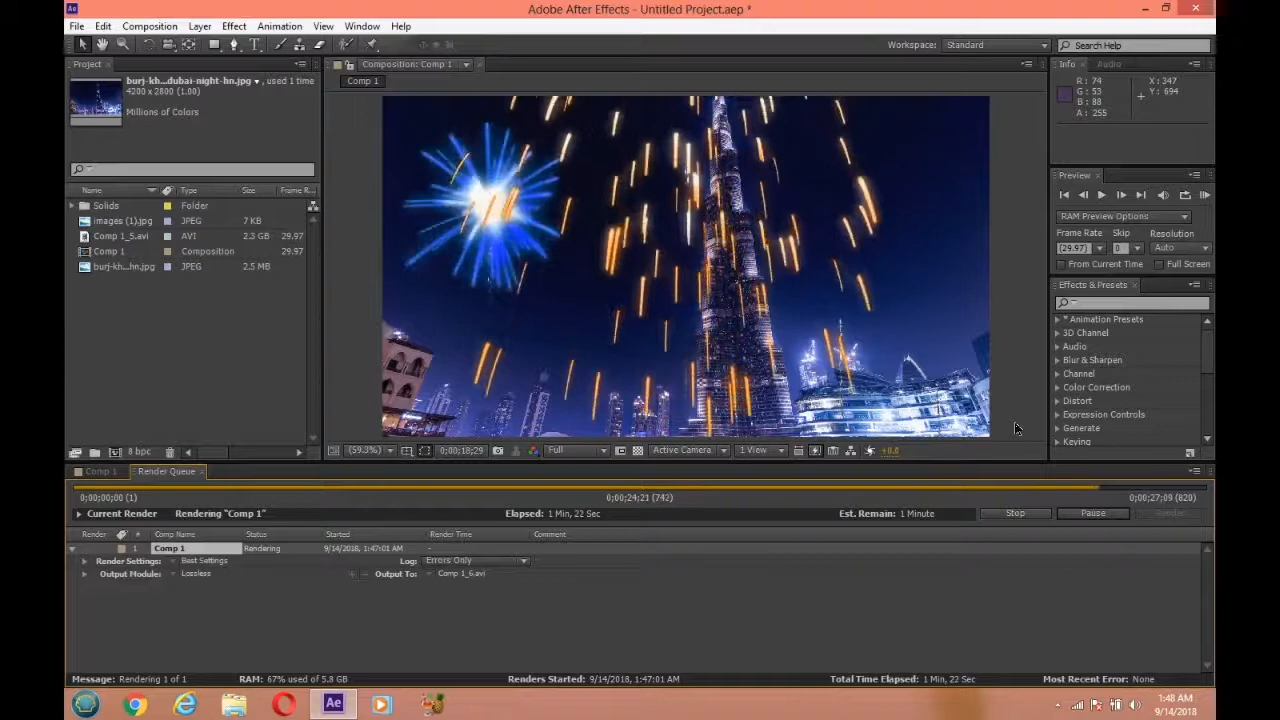 Adobe After Effects - Untitled Project.aep *
File Edit Composition Layer Effect Animation View Window Help
Workspace: Standard Search Help
Project
burj-kh...dubai-night-hn.jpg , used 1 time
4200 x 2800 (1.00)
Millions of Colors
Name Type Size Frame R...
Solids Folder
images (1).jpg JPEG 7 KB
Comp 1_5.avi AVI 2.3 GB 29.97
Comp 1 Composition 29.97
burj-kh...hn.jpg JPEG 2.5 MB
8 bpc
Composition: Comp 1
Comp 1
(59.3%) 0;00;18;29 Full Active Camera 1 View +0.0
Info Audio
R : 74 X : 347
G : 53 Y : 694
B : 88
A : 255
Preview
RAM Preview Options
Frame Rate Skip Resolution
(29.97) 0 Auto
From Current Time Full Screen
Effects & Presets
* Animation Presets
3D Channel
Audio
Blur & Sharpen
Channel
Color Correction
Distort
Expression Controls
Generate
Keying
Comp 1 Render Queue
0;00;00;00 (1) 0;00;24;21 (742) 0;00;27;09 (820)
Current Render Rendering "Comp 1" Elapsed: 1 Min, 22 Sec Est. Remain: 1 Minute Stop Pause Render
Render # Comp Name Status Started Render Time Comment
1 Comp 1 Rendering 9/14/2018, 1:47:01 AM -
Render Settings: Best Settings Log: Errors Only
Output Module: Lossless + − Output To: Comp 1_6.avi
Message: Rendering 1 of 1 RAM: 67% used of 5.8 GB Renders Started: 9/14/2018, 1:47:01 AM Total Time Elapsed: 1 Min, 22 Sec Most Recent Error: None
Ae
1:48 AM
9/14/2018